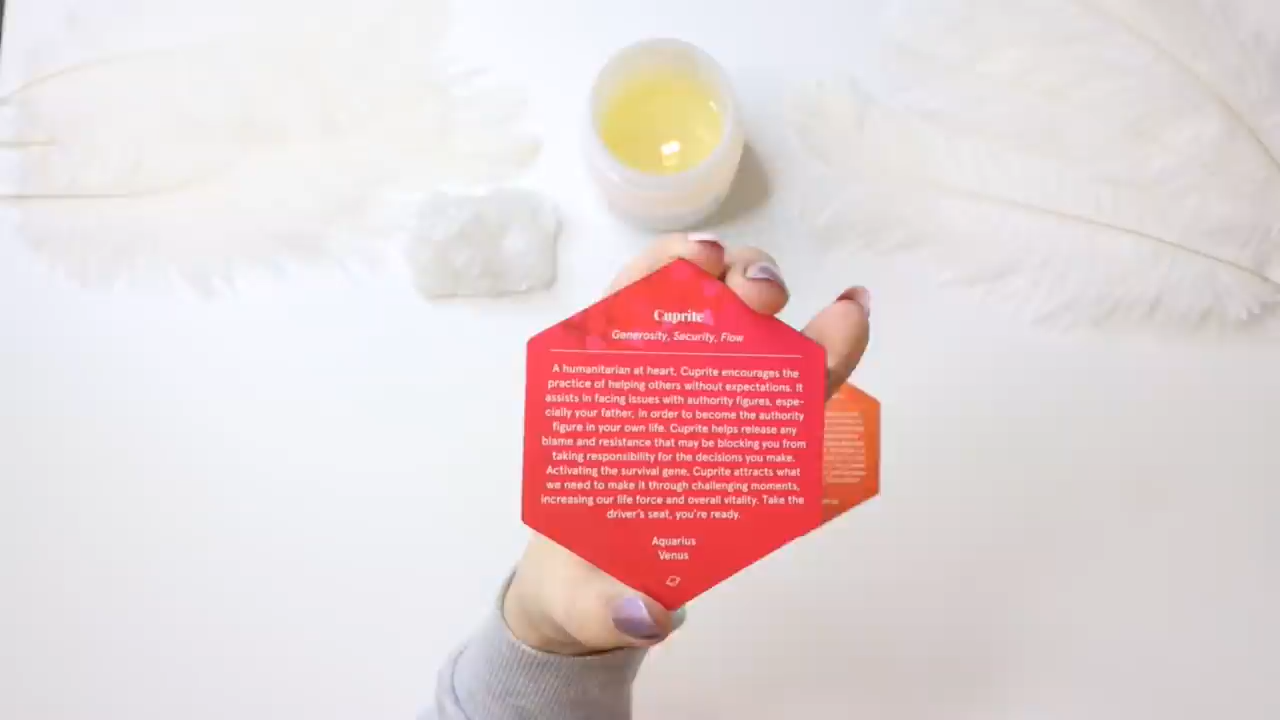 Cuprite
Generosity, Security, Flow
A humanitarian at heart, Cuprite encourages the
practice of helping others without expectations. It
assists in facing issues with authority figures, espe-
cially your father, in order to become the authority
figure in your own life. Cuprite helps release any
blame and resistance that may be blocking you from
taking responsibility for the decisions you make.
Activating the survival gene, Cuprite attracts what
we need to make it through challenging moments,
increasing our life force and overall vitality. Take the
driver's seat, you're ready.
Aquarius
Venus